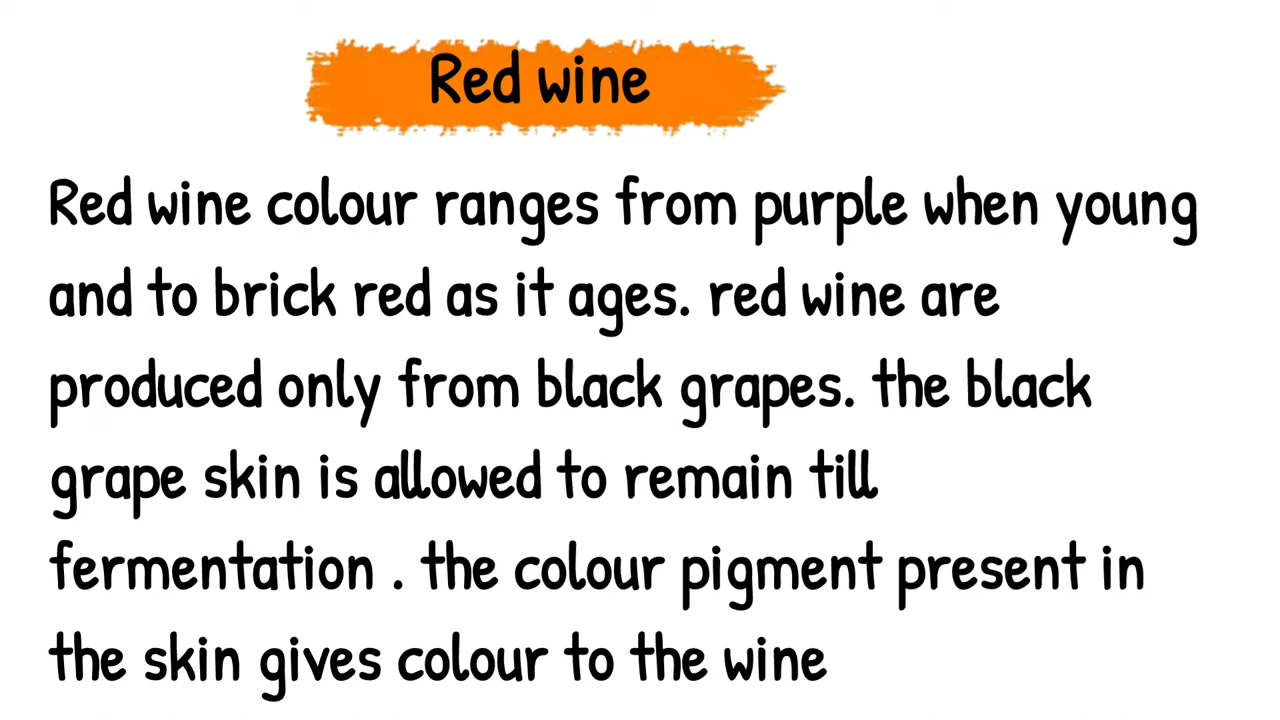 Red wine
Red wine colour ranges from purple when young
and to brick red as it ages. red wine are
produced only from black grapes. the black
grape skin is allowed to remain till
fermentation . the colour pigment present in
the skin gives colour to the wine